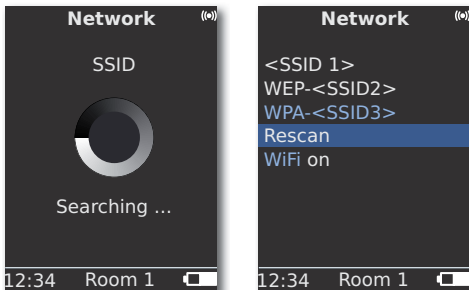 Network
SSID
Searching ...
12:34 Room 1
Network
<SSID 1>
WEP-<SSID2>
WPA-<SSID3>
Rescan
WiFi on
12:34 Room 1